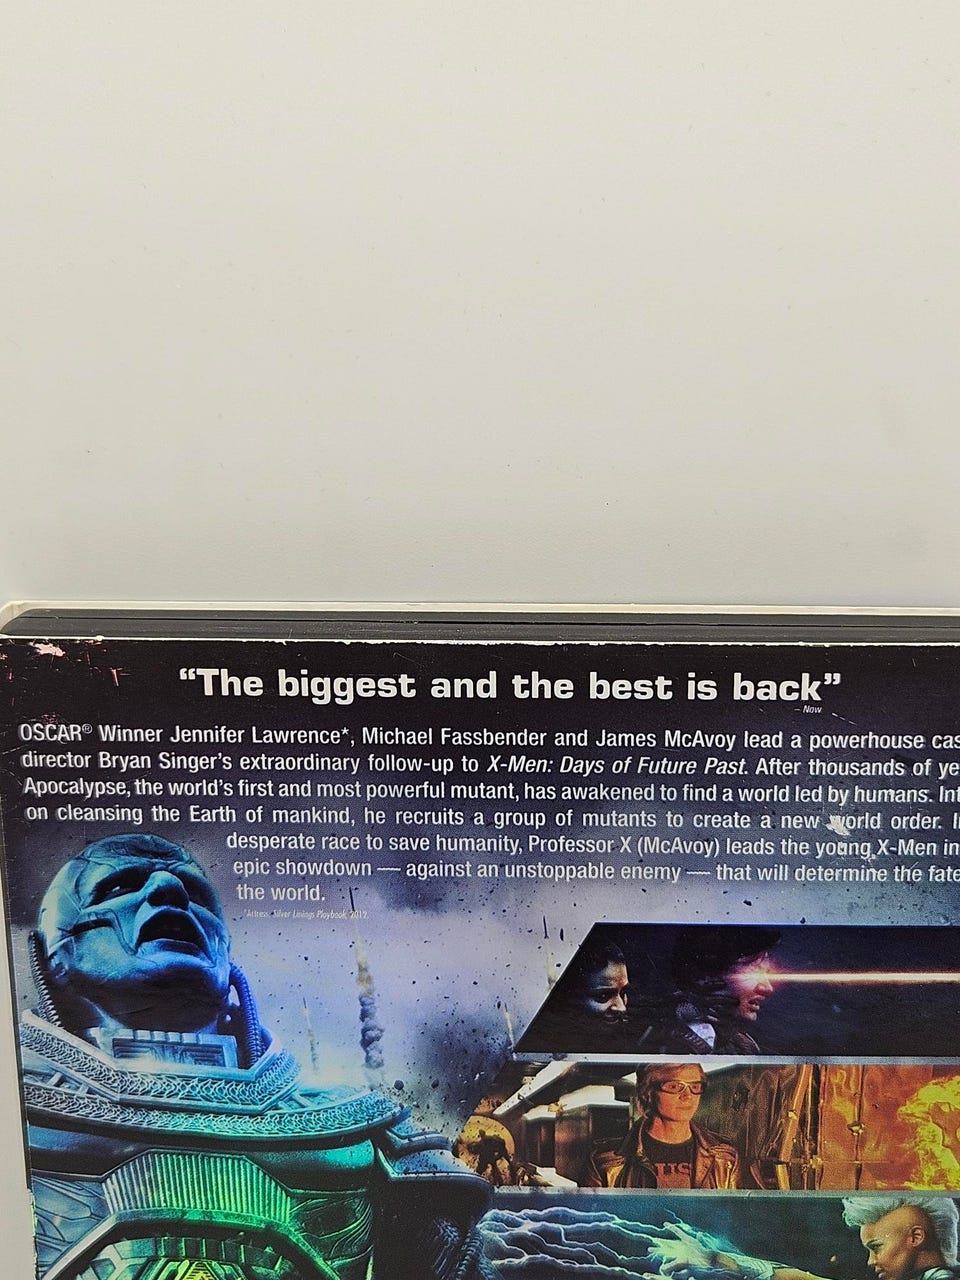 “The biggest and the best is back”
– Now
OSCAR® Winner Jennifer Lawrence*, Michael Fassbender and James McAvoy lead a powerhouse cas
director Bryan Singer's extraordinary follow-up to X-Men: Days of Future Past. After thousands of ye
Apocalypse, the world's first and most powerful mutant, has awakened to find a world led by humans. Int
on cleansing the Earth of mankind, he recruits a group of mutants to create a new world order. I
desperate race to save humanity, Professor X (McAvoy) leads the young X-Men in
epic showdown — against an unstoppable enemy — that will determine the fate
the world.
*Actress: Silver Linings Playbook, 2012.
US